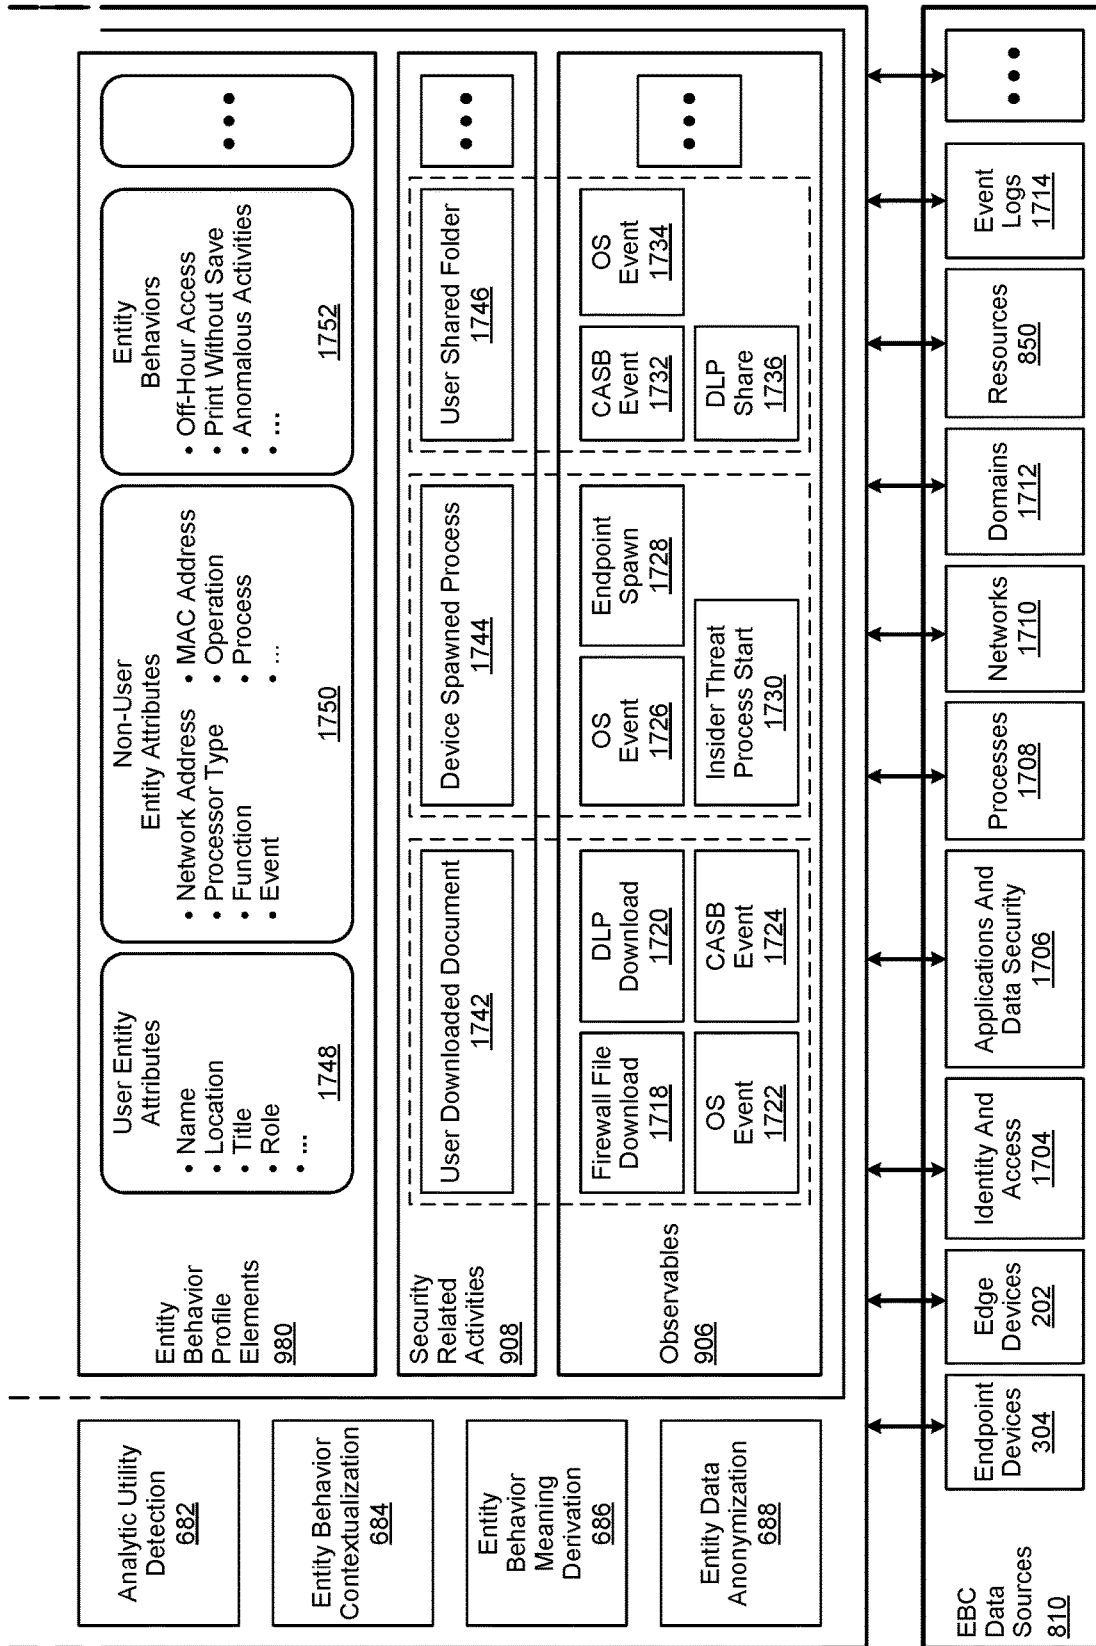 Analytic Utility
Detection
682
Entity Behavior
Contextualization
684
Entity
Behavior
Meaning
Derivation
686
Entity Data
Anonymization
688
Entity
Behavior
Profile
Elements
980
User Entity
Attributes
• Name
• Location
• Title
• Role
• ...
1748
Non-User
Entity Attributes
• Network Address
• Processor Type
• Function
• Event
• MAC Address
• Operation
• Process
• ...
1750
Entity
Behaviors
• Off-Hour Access
• Print Without Save
• Anomalous Activities
• ...
1752
•••
Security
Related
Activities
908
User Downloaded Document
1742
Device Spawned Process
1744
User Shared Folder
1746
•••
Observables
906
Firewall File
Download
1718
DLP
Download
1720
OS
Event
1722
CASB
Event
1724
OS
Event
1726
Endpoint
Spawn
1728
Insider Threat
Process Start
1730
CASB
Event
1732
OS
Event
1734
DLP
Share
1736
•••
EBC
Data
Sources
810
Endpoint
Devices
304
Edge
Devices
202
Identity And
Access
1704
Applications And
Data Security
1706
Processes
1708
Networks
1710
Domains
1712
Resources
850
Event
Logs
1714
•••